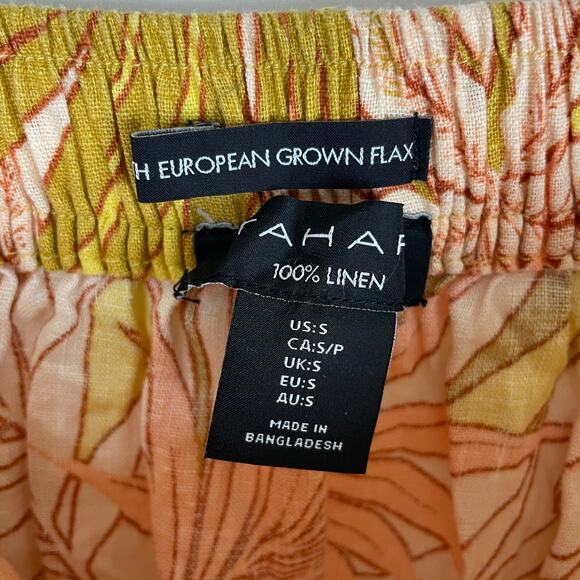 H EUROPEAN GROWN FLAX
TAHAR
100% LINEN
US:S
CA:S/P
UK:S
EU:S
AU:S
MADE IN
BANGLADESH